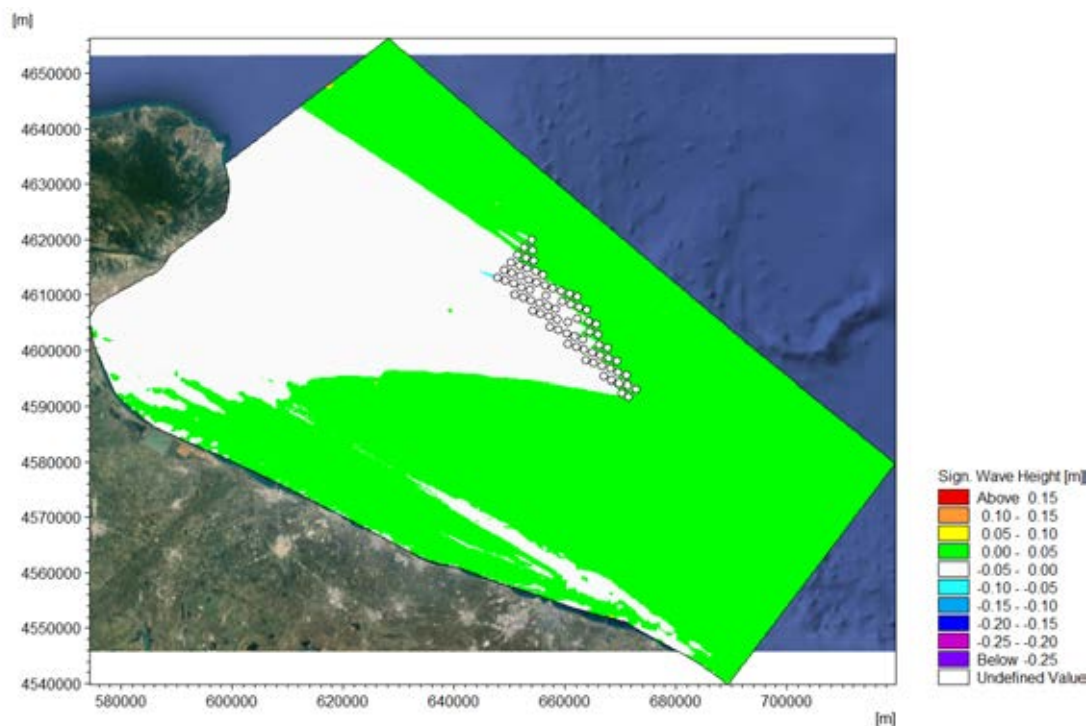 [m]
4650000
4640000
4630000
4620000
4610000
4600000
4590000
4580000
4570000
4560000
4550000
4540000
580000 600000 620000 640000 660000 680000 700000
[m]
Sign. Wave Height [m]
Above 0.15
0.10 - 0.15
0.05 - 0.10
0.00 - 0.05
-0.05 - 0.00
-0.10 - -0.05
-0.15 - -0.10
-0.20 - -0.15
-0.25 - -0.20
Below -0.25
Undefined Value